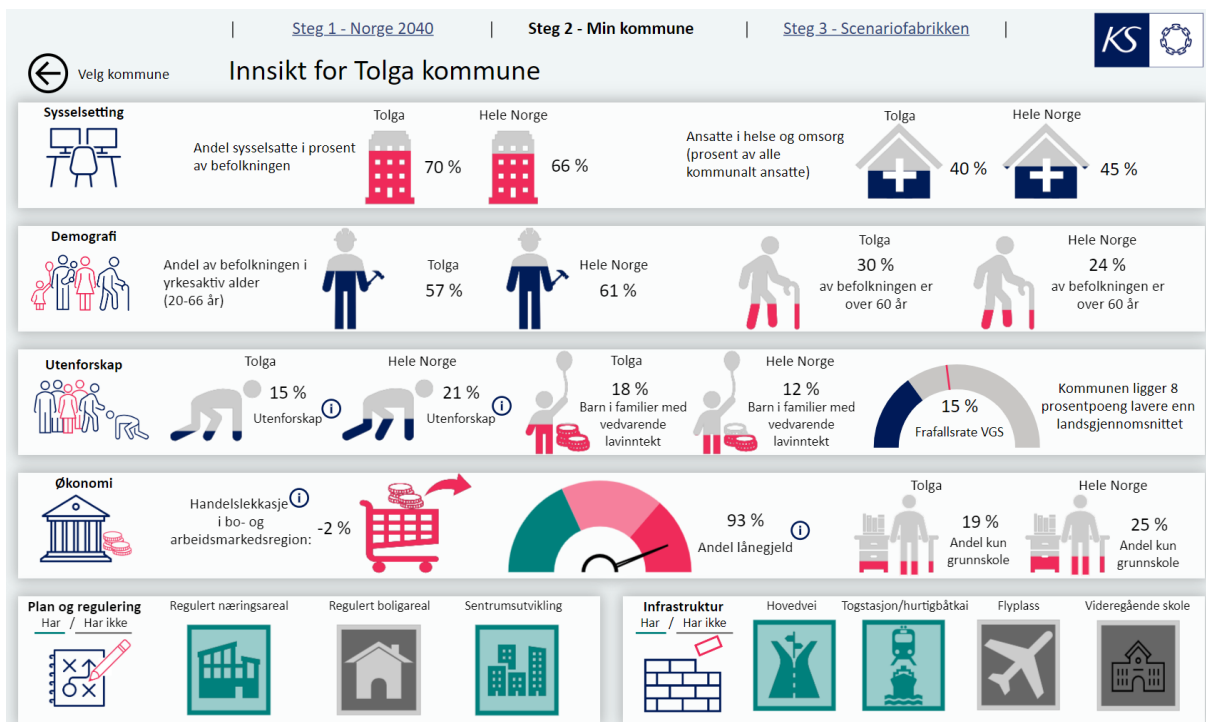 Steg 1 - Norge 2040 | Steg 2 - Min kommune | Steg 3 - Scenariofabrikken
KS
Velg kommune
Innsikt for Tolga kommune
Sysselsetting
Andel sysselsatte i prosent
av befolkningen
Tolga
70 %
Hele Norge
66 %
Ansatte i helse og omsorg
(prosent av alle
kommunalt ansatte)
Tolga
40 %
Hele Norge
45 %
Demografi
Andel av befolkningen i
yrkesaktiv alder
(20-66 år)
Tolga
57 %
Hele Norge
61 %
Tolga
30 %
av befolkningen er
over 60 år
Hele Norge
24 %
av befolkningen er
over 60 år
Utenforskap
Tolga
15 %
Utenforskap
Hele Norge
21 %
Utenforskap
Tolga
18 %
Barn i familier med
vedvarende
lavinntekt
Hele Norge
12 %
Barn i familier med
vedvarende
lavinntekt
15 %
Frafallsrate VGS
Kommunen ligger 8
prosentpoeng lavere enn
landsgjennomsnittet
Økonomi
Handelslekkasje
i bo- og
arbeidsmarkedsregion:
-2 %
93 %
Andel lånegjeld
Tolga
19 %
Andel kun
grunnskole
Hele Norge
25 %
Andel kun
grunnskole
Plan og regulering
Har / Har ikke
Regulert næringsareal
Regulert boligareal
Sentrumsutvikling
Infrastruktur
Har / Har ikke
Hovedvei
Togstasjon/hurtigbåtkai
Flyplass
Videregående skole